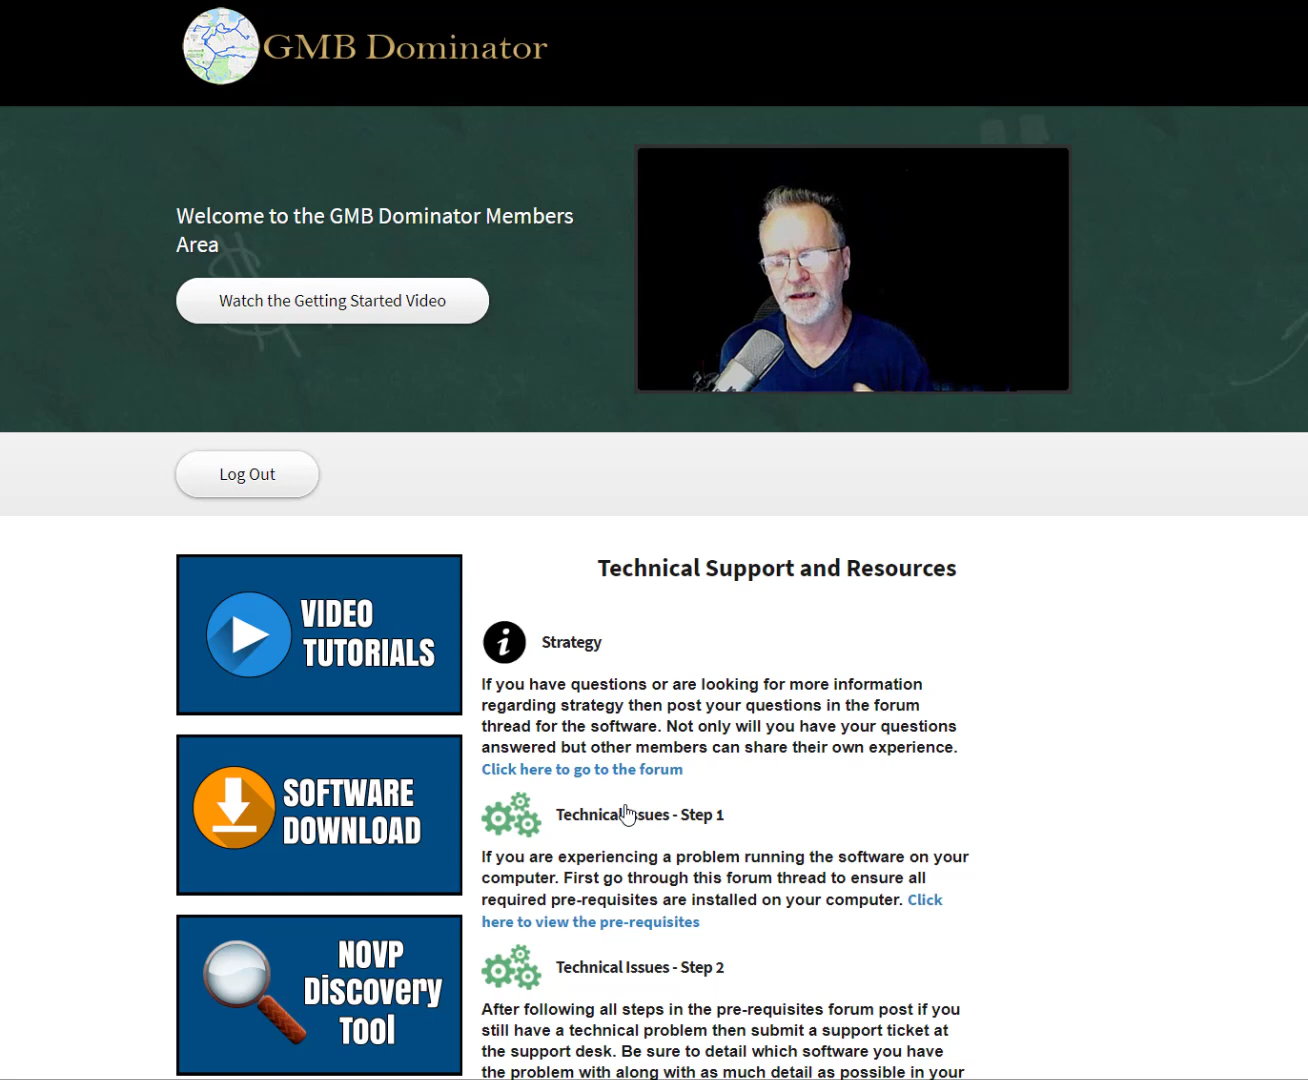 GMB Dominator
Welcome to the GMB Dominator Members
Area
Watch the Getting Started Video
Log Out
VIDEO
TUTORIALS
SOFTWARE
DOWNLOAD
NOVP
Discovery
Tool
Technical Support and Resources
Strategy
If you have questions or are looking for more information
regarding strategy then post your questions in the forum
thread for the software. Not only will you have your questions
answered but other members can share their own experience.
Click here to go to the forum
Technical Issues - Step 1
If you are experiencing a problem running the software on your
computer. First go through this forum thread to ensure all
required pre-requisites are installed on your computer. Click
here to view the pre-requisites
Technical Issues - Step 2
After following all steps in the pre-requisites forum post if you
still have a technical problem then submit a support ticket at
the support desk. Be sure to detail which software you have
the problem with along with as much detail as possible in your